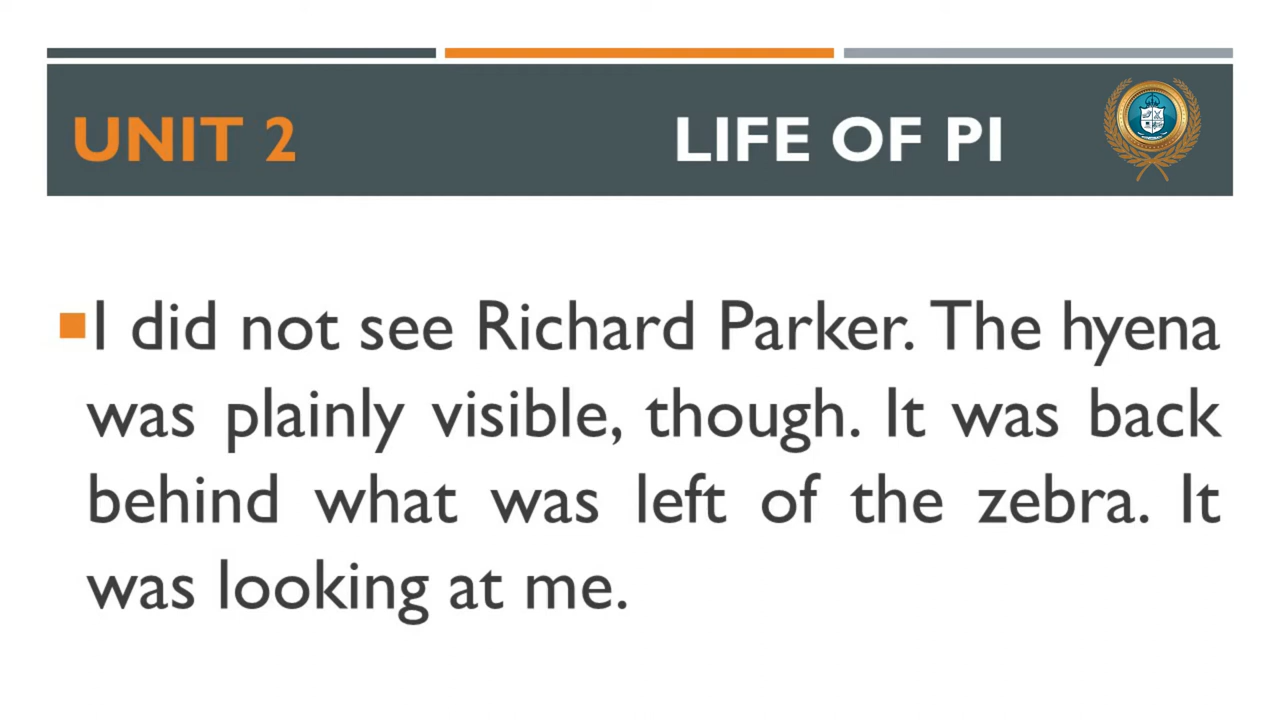 UNIT 2 LIFE OF PI
I did not see Richard Parker. The hyena
was plainly visible, though. It was back
behind what was left of the zebra. It
was looking at me.